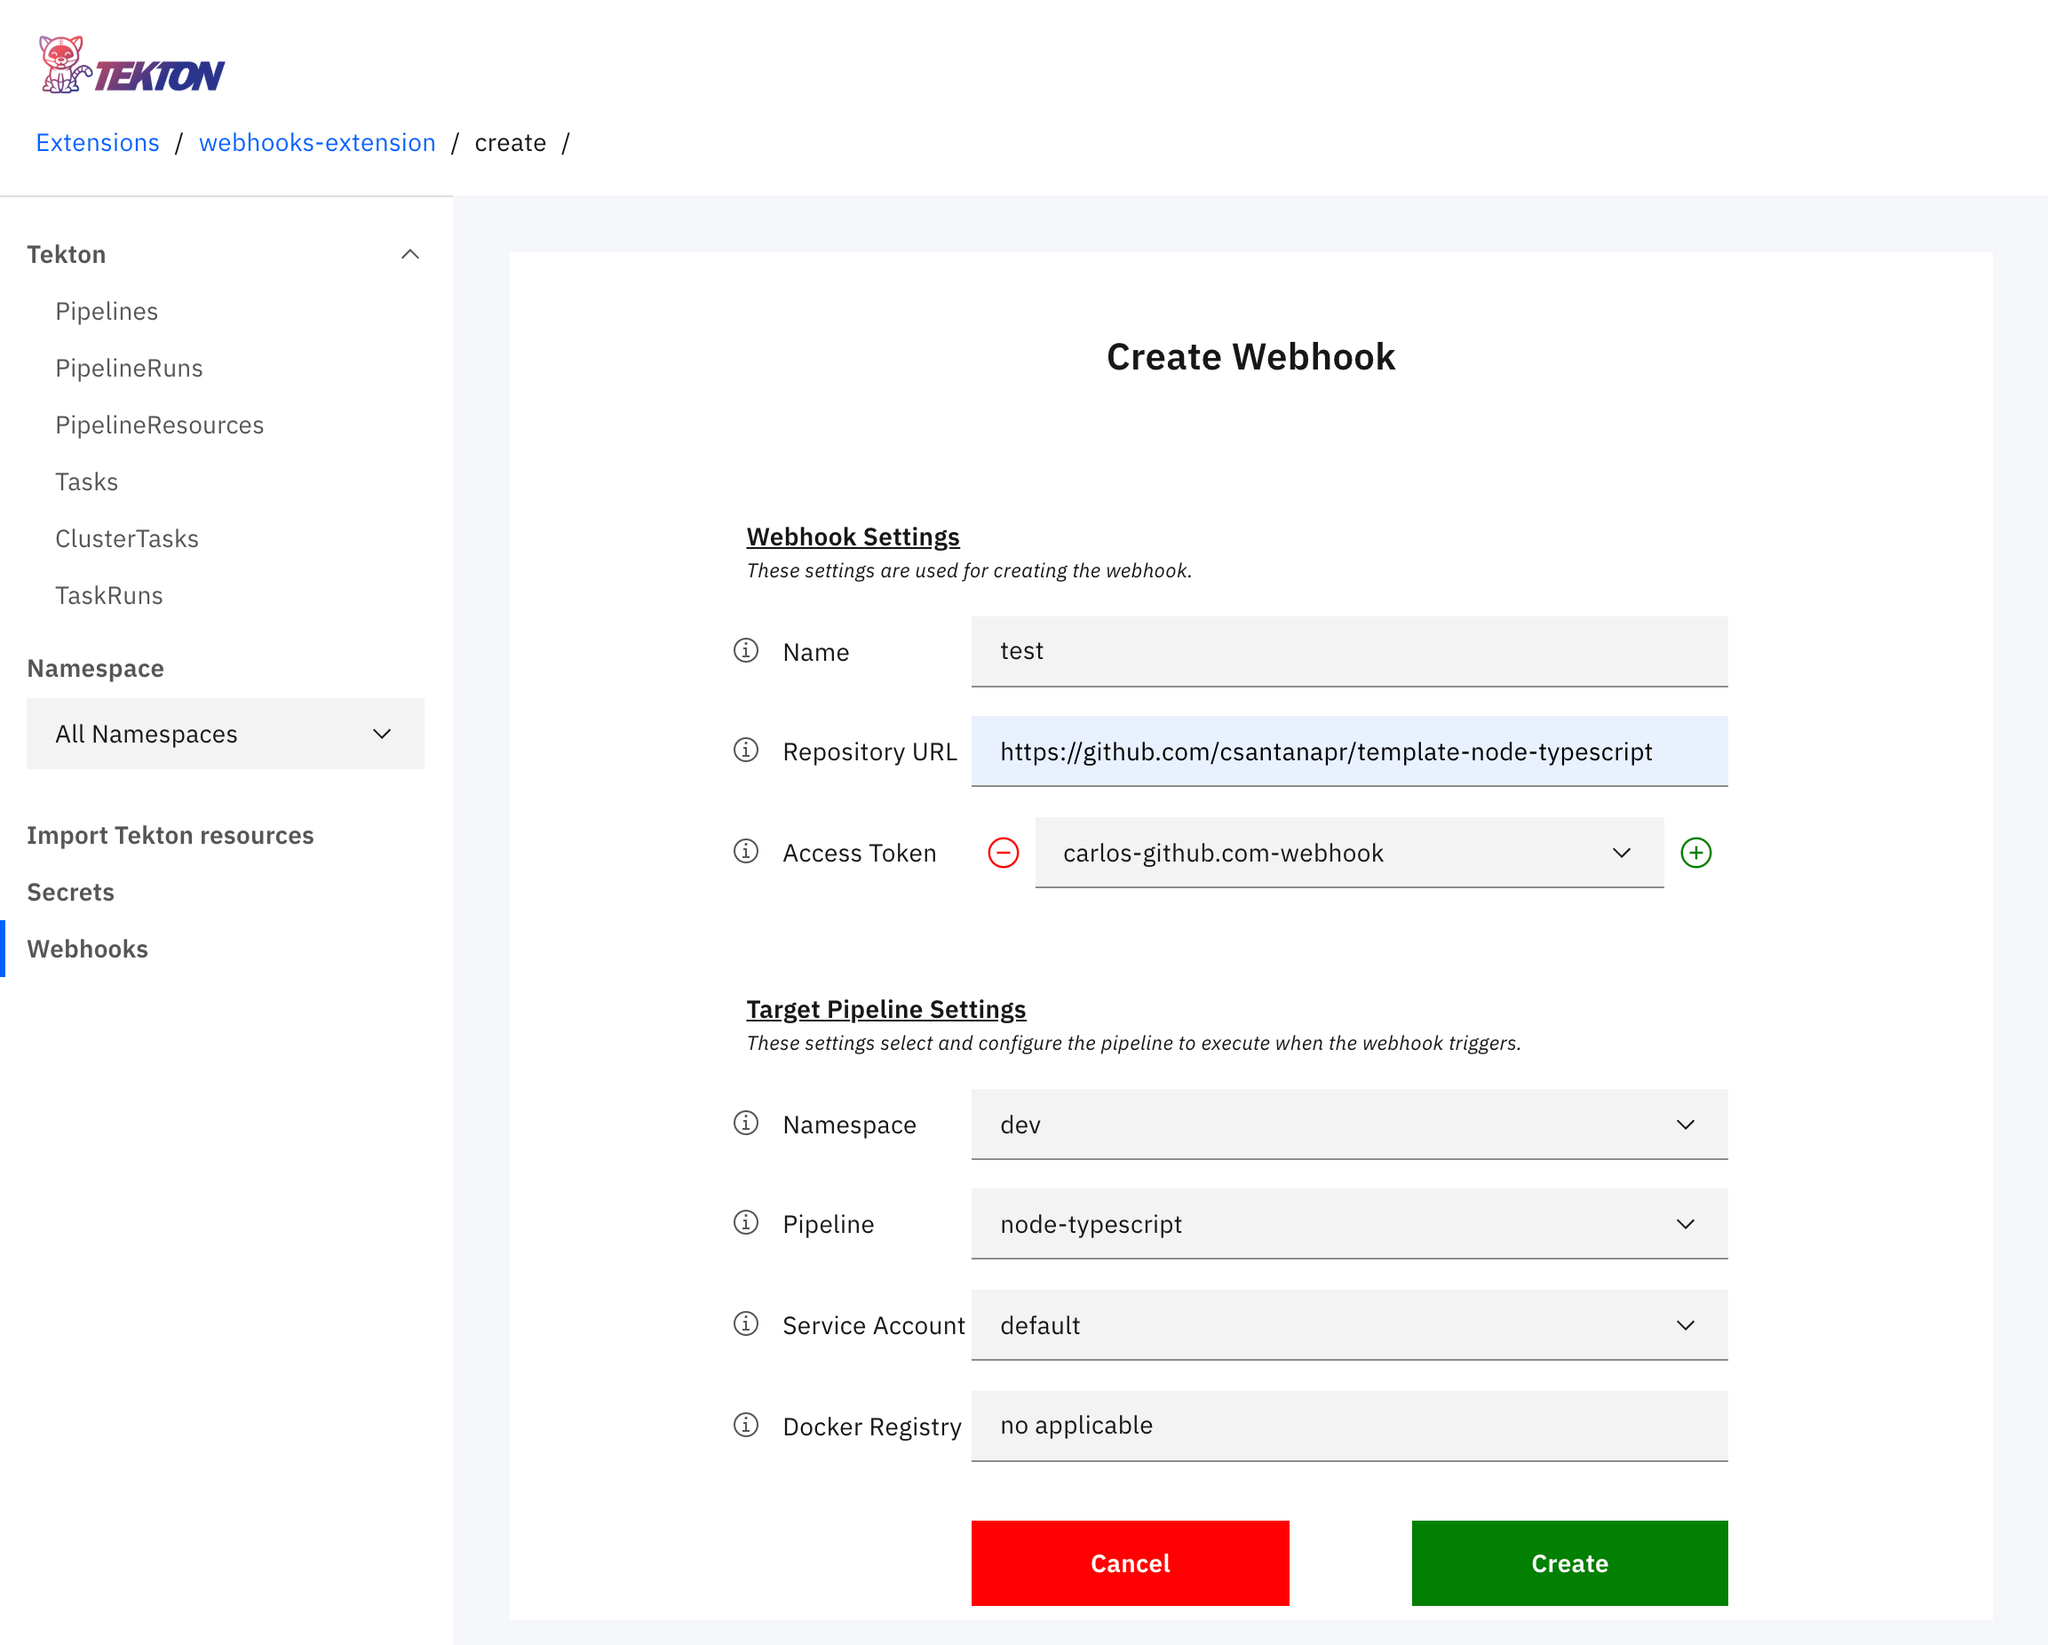 TEKTON
Extensions / webhooks-extension / create /
Tekton
Pipelines
PipelineRuns
PipelineResources
Tasks
ClusterTasks
TaskRuns
Namespace
All Namespaces
Import Tekton resources
Secrets
Webhooks
Create Webhook
Webhook Settings
These settings are used for creating the webhook.
Name test
Repository URL https://github.com/csantanapr/template-node-typescript
Access Token carlos-github.com-webhook
Target Pipeline Settings
These settings select and configure the pipeline to execute when the webhook triggers.
Namespace dev
Pipeline node-typescript
Service Account default
Docker Registry no applicable
Cancel Create